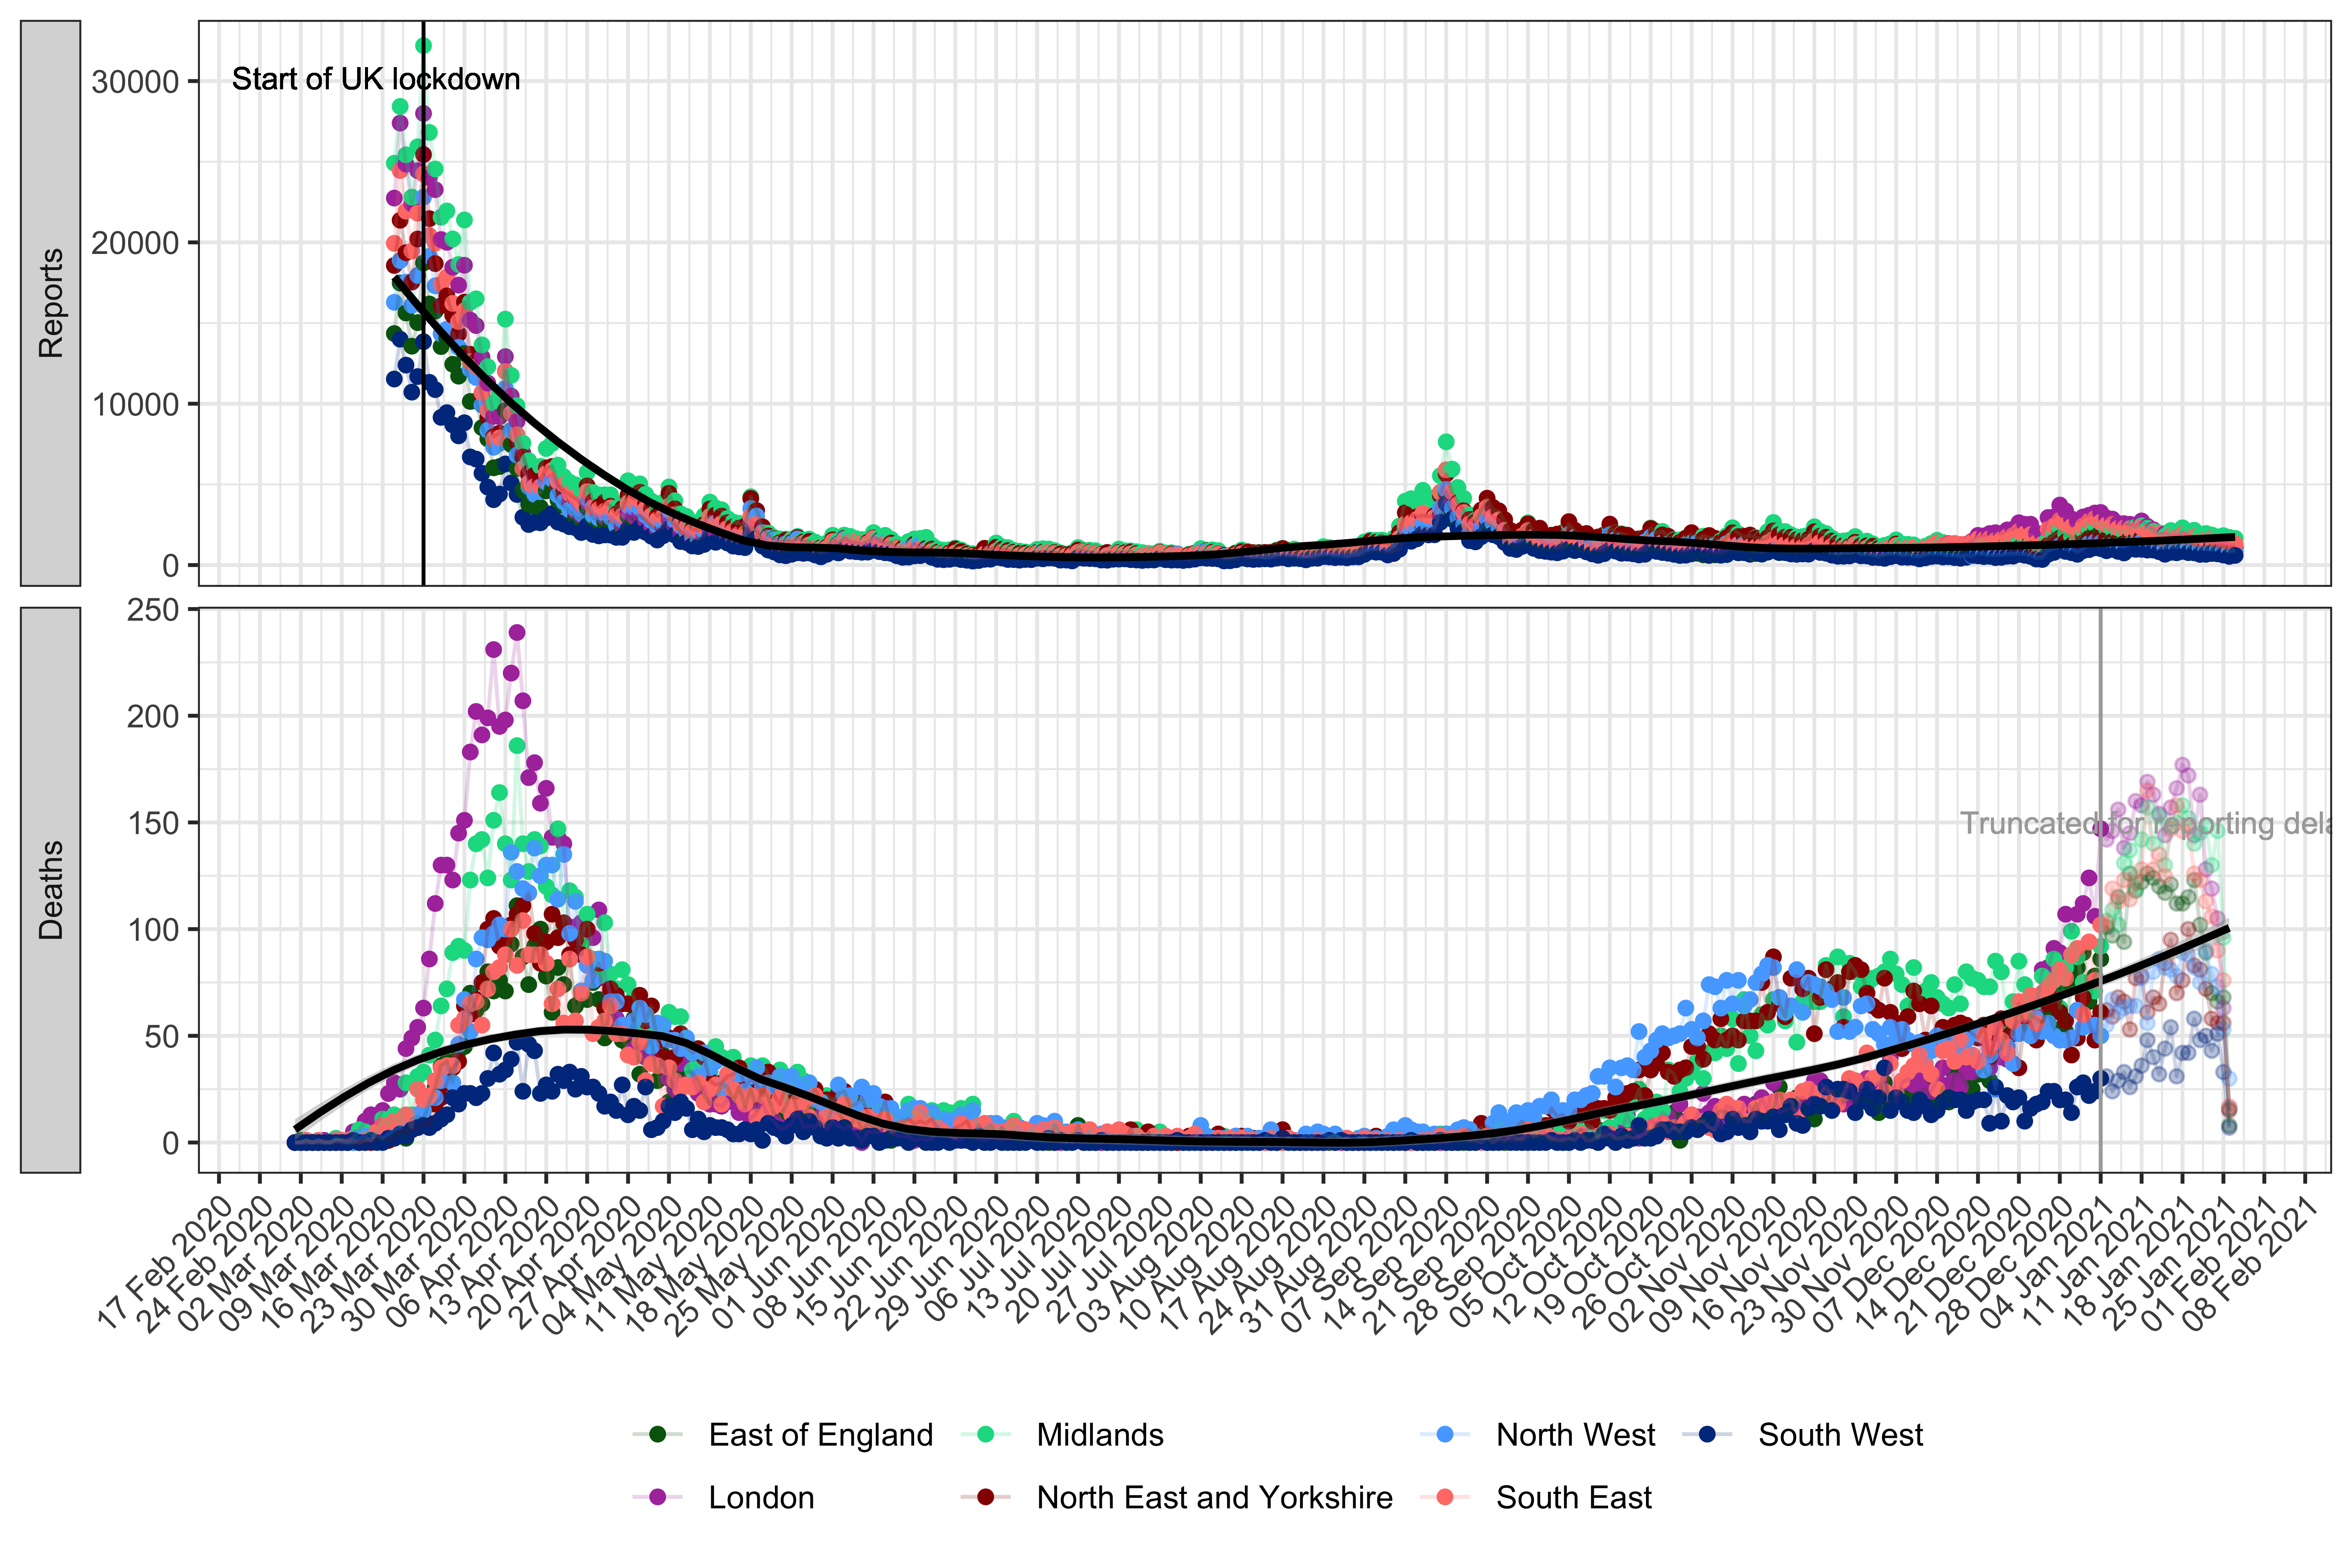 Reports
30000
20000
10000
0
Start of UK lockdown
Deaths
250
200
150
100
50
0
Truncated for reporting dela
17 Feb 2020
24 Feb 2020
02 Mar 2020
09 Mar 2020
16 Mar 2020
23 Mar 2020
30 Mar 2020
06 Apr 2020
13 Apr 2020
20 Apr 2020
27 Apr 2020
04 May 2020
11 May 2020
18 May 2020
25 May 2020
01 Jun 2020
08 Jun 2020
15 Jun 2020
22 Jun 2020
29 Jun 2020
06 Jul 2020
13 Jul 2020
20 Jul 2020
27 Jul 2020
03 Aug 2020
10 Aug 2020
17 Aug 2020
24 Aug 2020
31 Aug 2020
07 Sep 2020
14 Sep 2020
21 Sep 2020
28 Sep 2020
05 Oct 2020
12 Oct 2020
19 Oct 2020
26 Oct 2020
02 Nov 2020
09 Nov 2020
16 Nov 2020
23 Nov 2020
30 Nov 2020
07 Dec 2020
14 Dec 2020
21 Dec 2020
28 Dec 2020
04 Jan 2021
11 Jan 2021
18 Jan 2021
25 Jan 2021
01 Feb 2021
08 Feb 2021
East of England
Midlands
North West
South West
London
North East and Yorkshire
South East